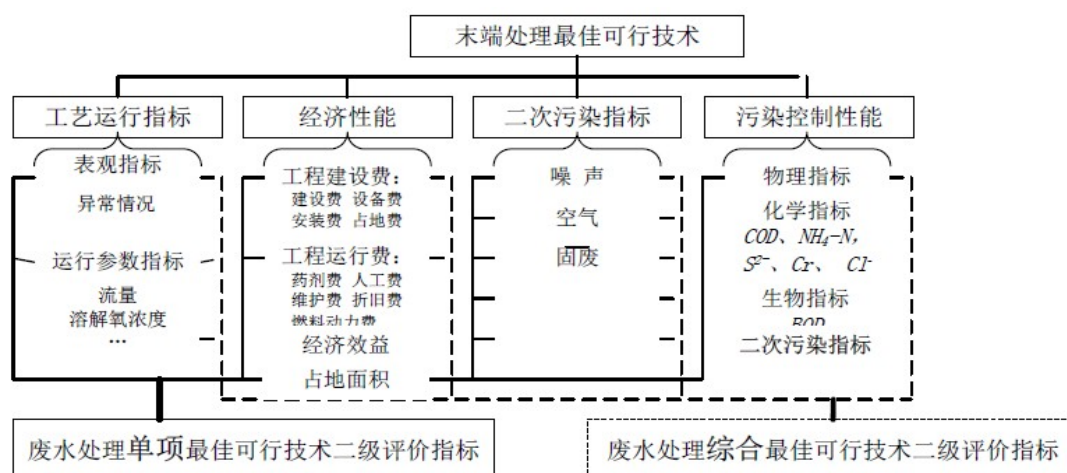 末端处理最佳可行技术
工艺运行指标
经济性能
二次污染指标
污染控制性能
表观指标
异常情况
运行参数指标
流量
溶解氧浓度
…
工程建设费：
建设费 设备费
安装费 占地费
工程运行费：
药剂费 人工费
维护费 折旧费
燃料动力费
经济效益
占地面积
噪 声
空气
固废
物理指标
化学指标
COD、NH₄-N，
S²⁻、Cr、 Cl⁻
生物指标
BOD
二次污染指标
废水处理单项最佳可行技术二级评价指标
废水处理综合最佳可行技术二级评价指标